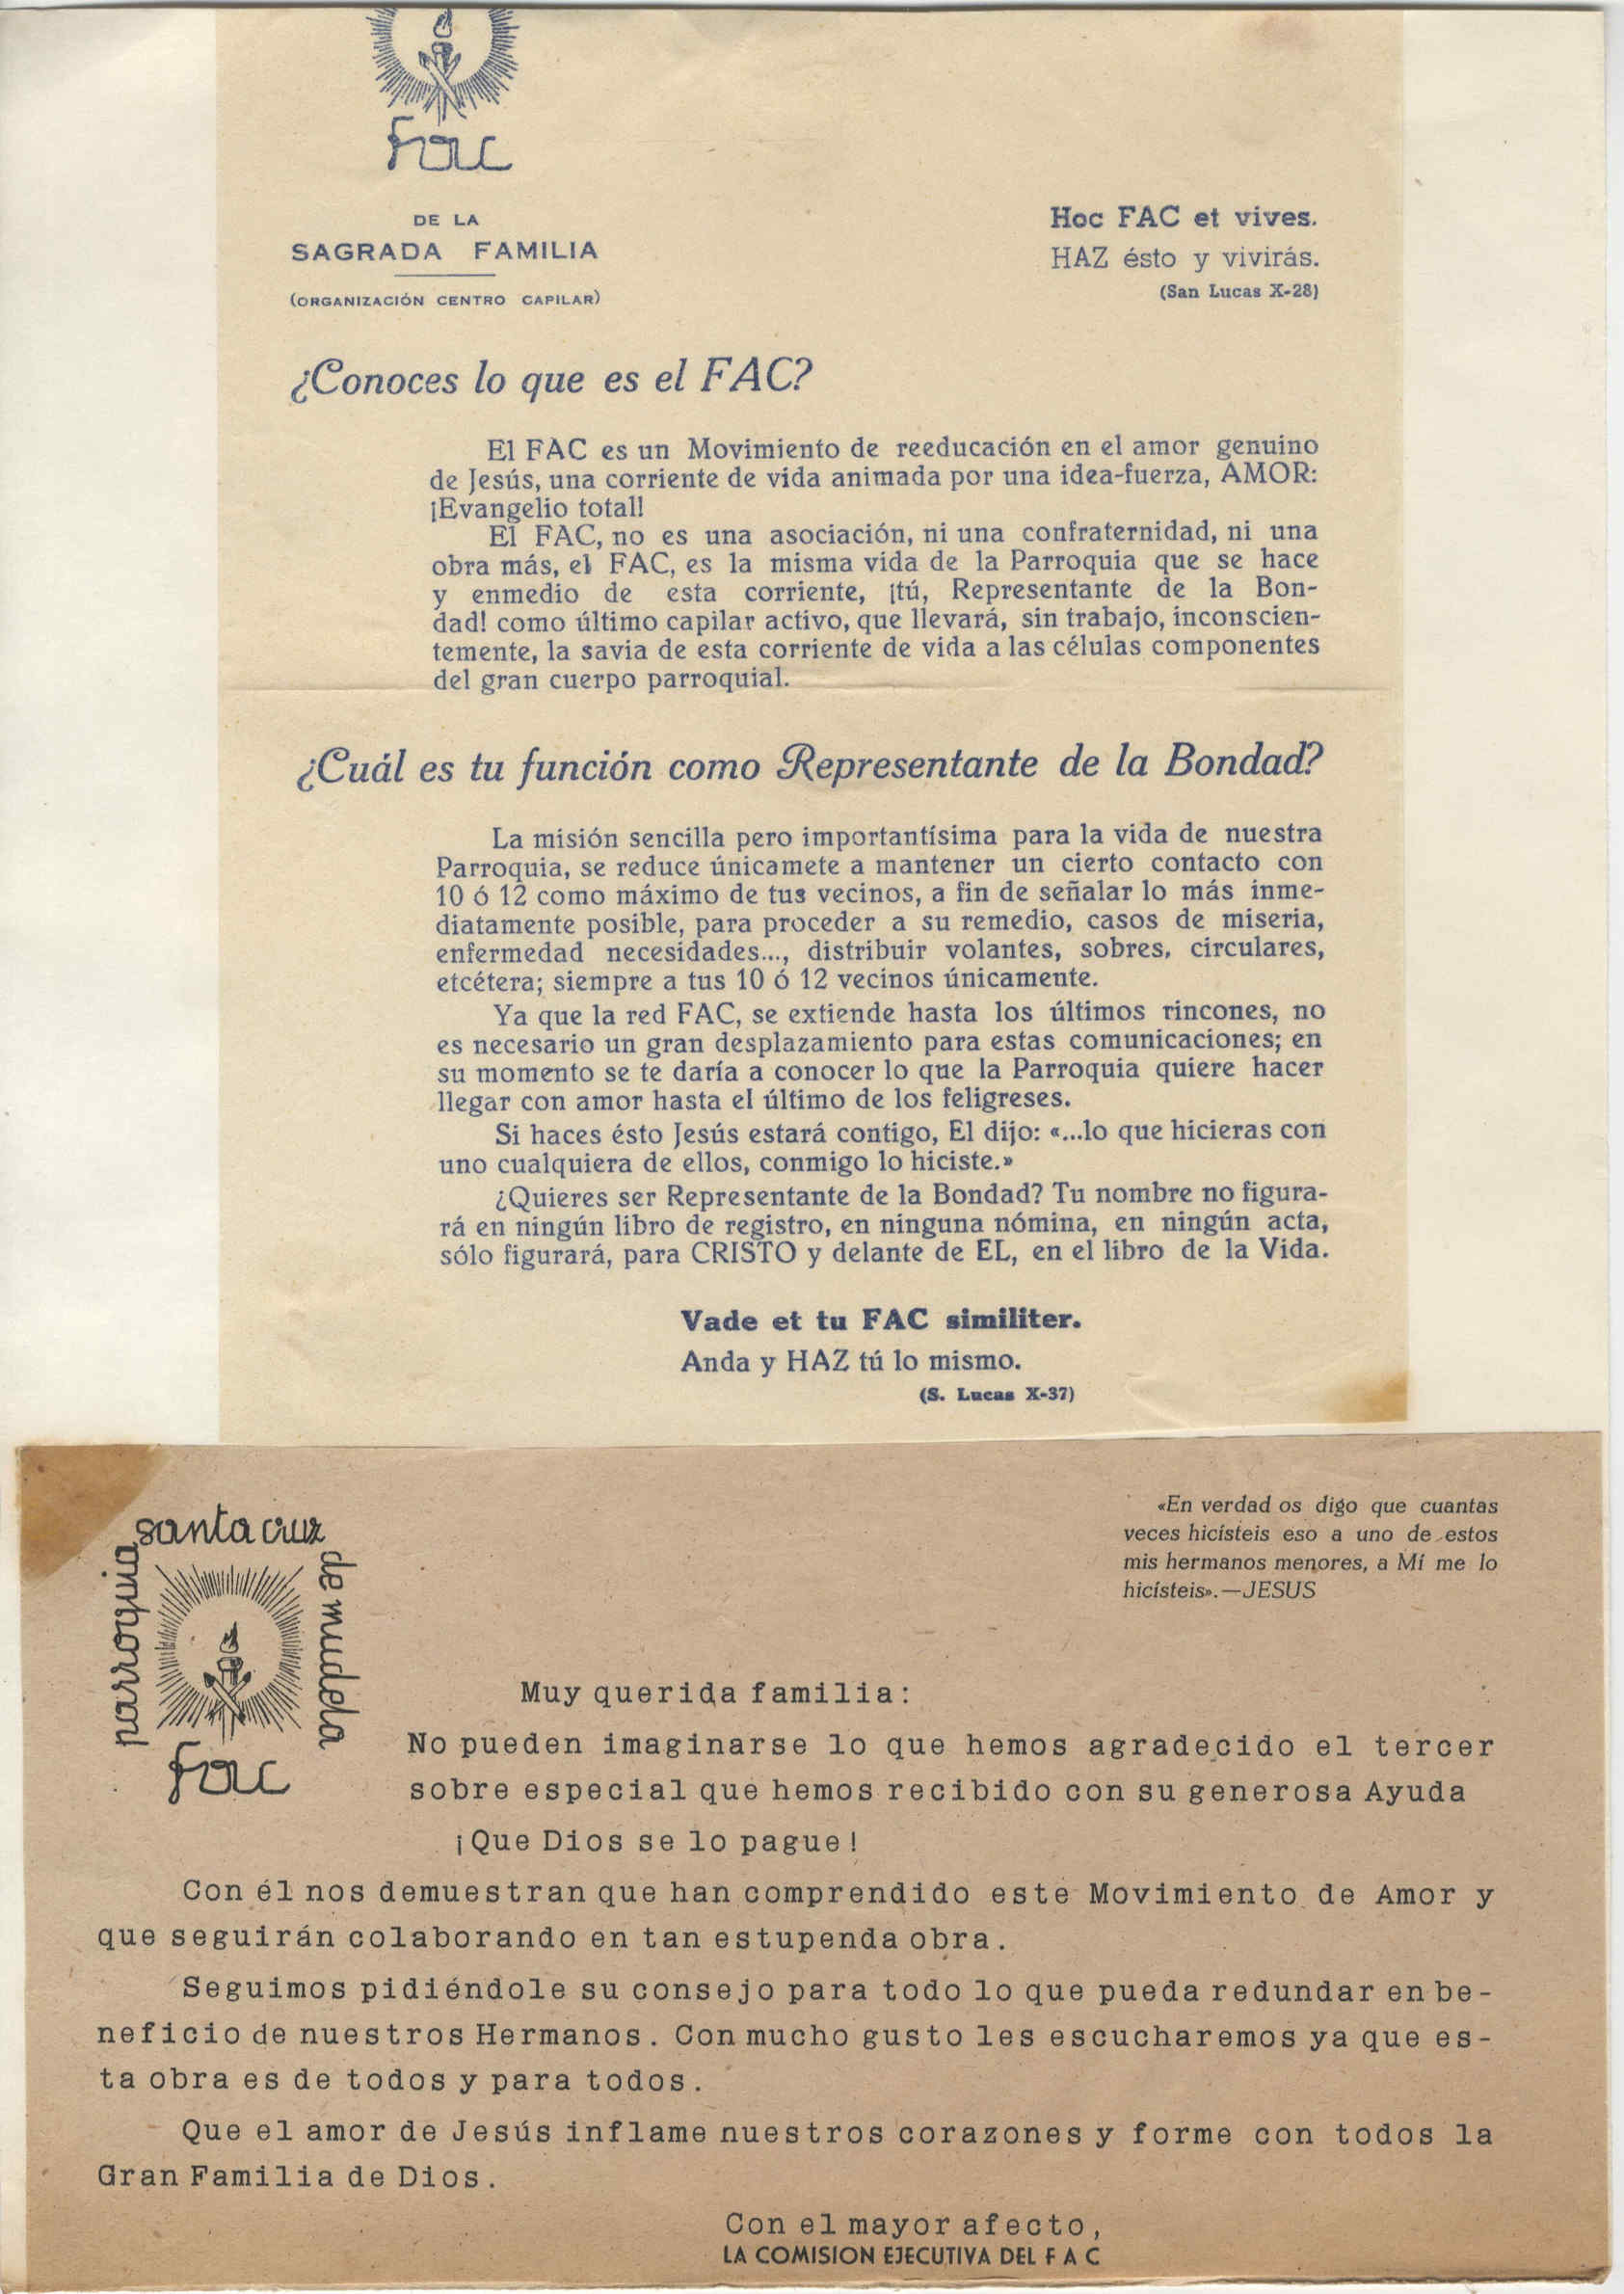 Fac
DE LA
SAGRADA FAMILIA
(ORGANIZACIÓN CENTRO CAPILAR)
Hoc FAC et vives.
HAZ ésto y vivirás.
(San Lucas X-28)
¿Conoces lo que es el FAC?
El FAC es un Movimiento de reeducación en el amor genuino
de Jesús, una corriente de vida animada por una idea-fuerza, AMOR:
¡Evangelio total!
El FAC, no es una asociación, ni una confraternidad, ni una
obra más, el FAC, es la misma vida de la Parroquia que se hace
y enmedio de esta corriente, ¡tú, Representante de la Bon-
dad! como último capilar activo, que llevará, sin trabajo, inconscien-
temente, la savia de esta corriente de vida a las células componentes
del gran cuerpo parroquial.
¿Cuál es tu función como Representante de la Bondad?
La misión sencilla pero importantísima para la vida de nuestra
Parroquia, se reduce únicamete a mantener un cierto contacto con
10 ó 12 como máximo de tus vecinos, a fin de señalar lo más inme-
diatamente posible, para proceder a su remedio, casos de miseria,
enfermedad necesidades..., distribuir volantes, sobres, circulares,
etcétera; siempre a tus 10 ó 12 vecinos únicamente.
Ya que la red FAC, se extiende hasta los últimos rincones, no
es necesario un gran desplazamiento para estas comunicaciones; en
su momento se te daría a conocer lo que la Parroquia quiere hacer
llegar con amor hasta el último de los feligreses.
Si haces ésto Jesús estará contigo, El dijo: «...lo que hicieras con
uno cualquiera de ellos, conmigo lo hiciste.»
¿Quieres ser Representante de la Bondad? Tu nombre no figura-
rá en ningún libro de registro, en ninguna nómina, en ningún acta,
sólo figurará, para CRISTO y delante de EL, en el libro de la Vida.
Vade et tu FAC similiter.
Anda y HAZ tú lo mismo.
(S. Lucas X-37)
parroquia
santa cruz
de mudela
Fac
«En verdad os digo que cuantas
veces hicísteis eso a uno de estos
mis hermanos menores, a Mí me lo
hicísteis».—JESUS
Muy querida familia:
No pueden imaginarse lo que hemos agradecido el tercer
sobre especial que hemos recibido con su generosa Ayuda
¡Que Dios se lo pague!
Con él nos demuestran que han comprendido este Movimiento de Amor y
que seguirán colaborando en tan estupenda obra.
Seguimos pidiéndole su consejo para todo lo que pueda redundar en be-
neficio de nuestros Hermanos. Con mucho gusto les escucharemos ya que es-
ta obra es de todos y para todos.
Que el amor de Jesús inflame nuestros corazones y forme con todos la
Gran Familia de Dios.
Con el mayor afecto,
LA COMISION EJECUTIVA DEL F A C